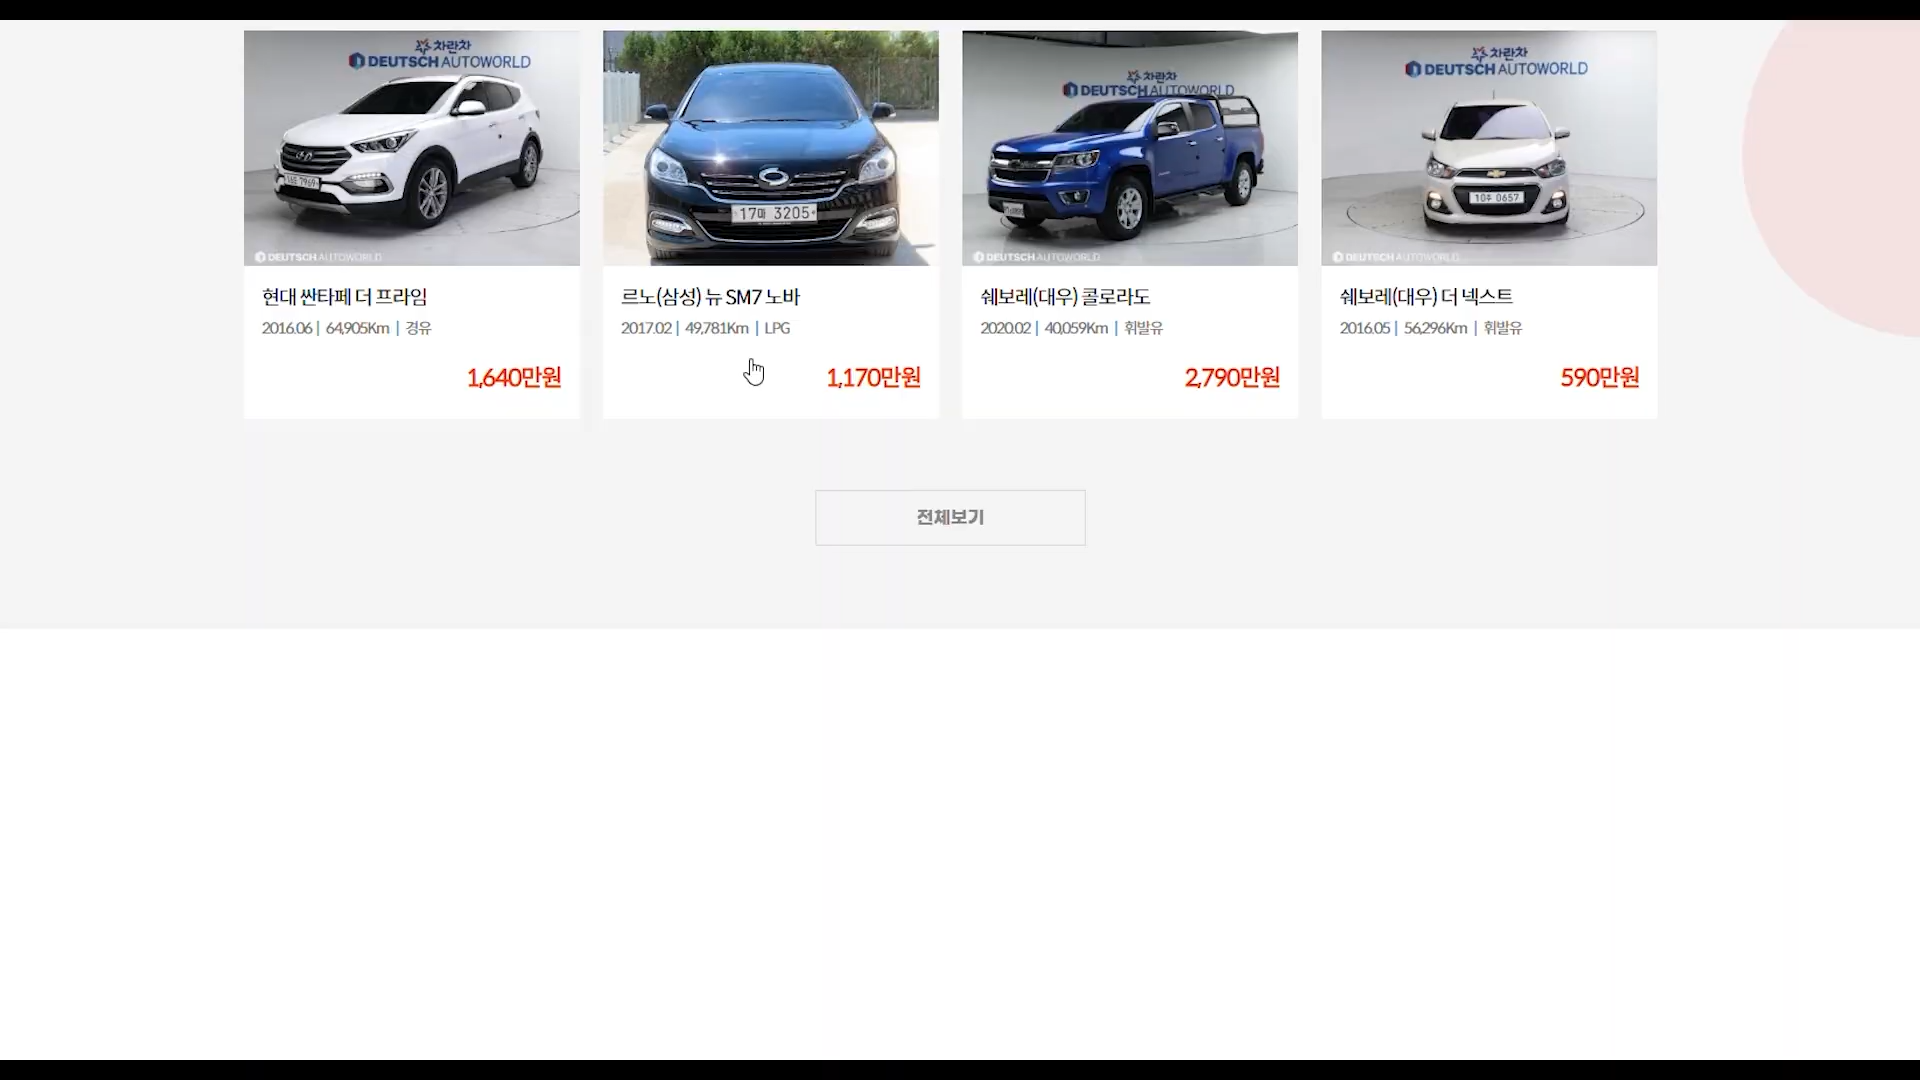 차란차
DEUTSCH AUTOWORLD
DEUTSCH AUTOWORLD
현대 싼타페 더 프라임
2016.06 | 64,905Km | 경유
1,640만원
17마 3205
르노(삼성) 뉴 SM7 노바
2017.02 | 49,781Km | LPG
1,170만원
차란차
DEUTSCH AUTOWORLD
DEUTSCH AUTOWORLD
쉐보레(대우) 콜로라도
2020.02 | 40,059Km | 휘발유
2,790만원
차란차
DEUTSCH AUTOWORLD
10주 0657
DEUTSCH AUTOWORLD
쉐보레(대우) 더 넥스트
2016.05 | 56,296Km | 휘발유
590만원
전체보기